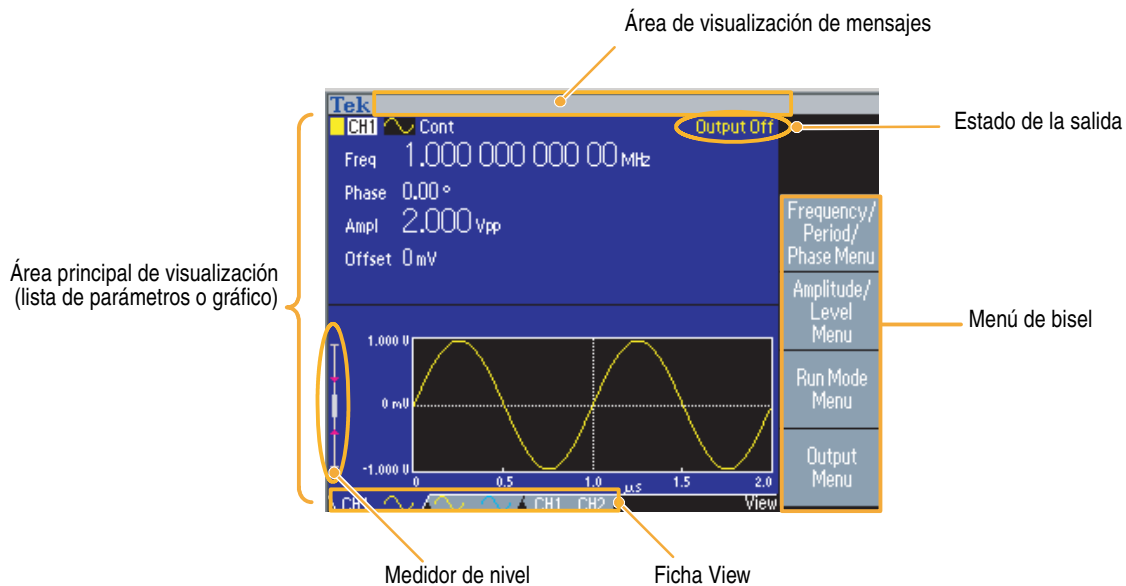 Área de visualización de mensajes
Tek
CH1 Cont
Output Off
Estado de la salida
Freq 1.000 000 000 00 MHz
Phase 0.00 °
Ampl 2.000 Vpp
Offset 0 mV
Frequency/
Period/
Phase Menu
Área principal de visualización
(lista de parámetros o gráfico)
Amplitude/
Level
Menu
Menú de bisel
1.000 V
0 mV
-1.000 V
0 0.5 1.0 µs 1.5 2.0
Run Mode
Menu
Output
Menu
CH1 CH1 CH2 View
Medidor de nivel
Ficha View